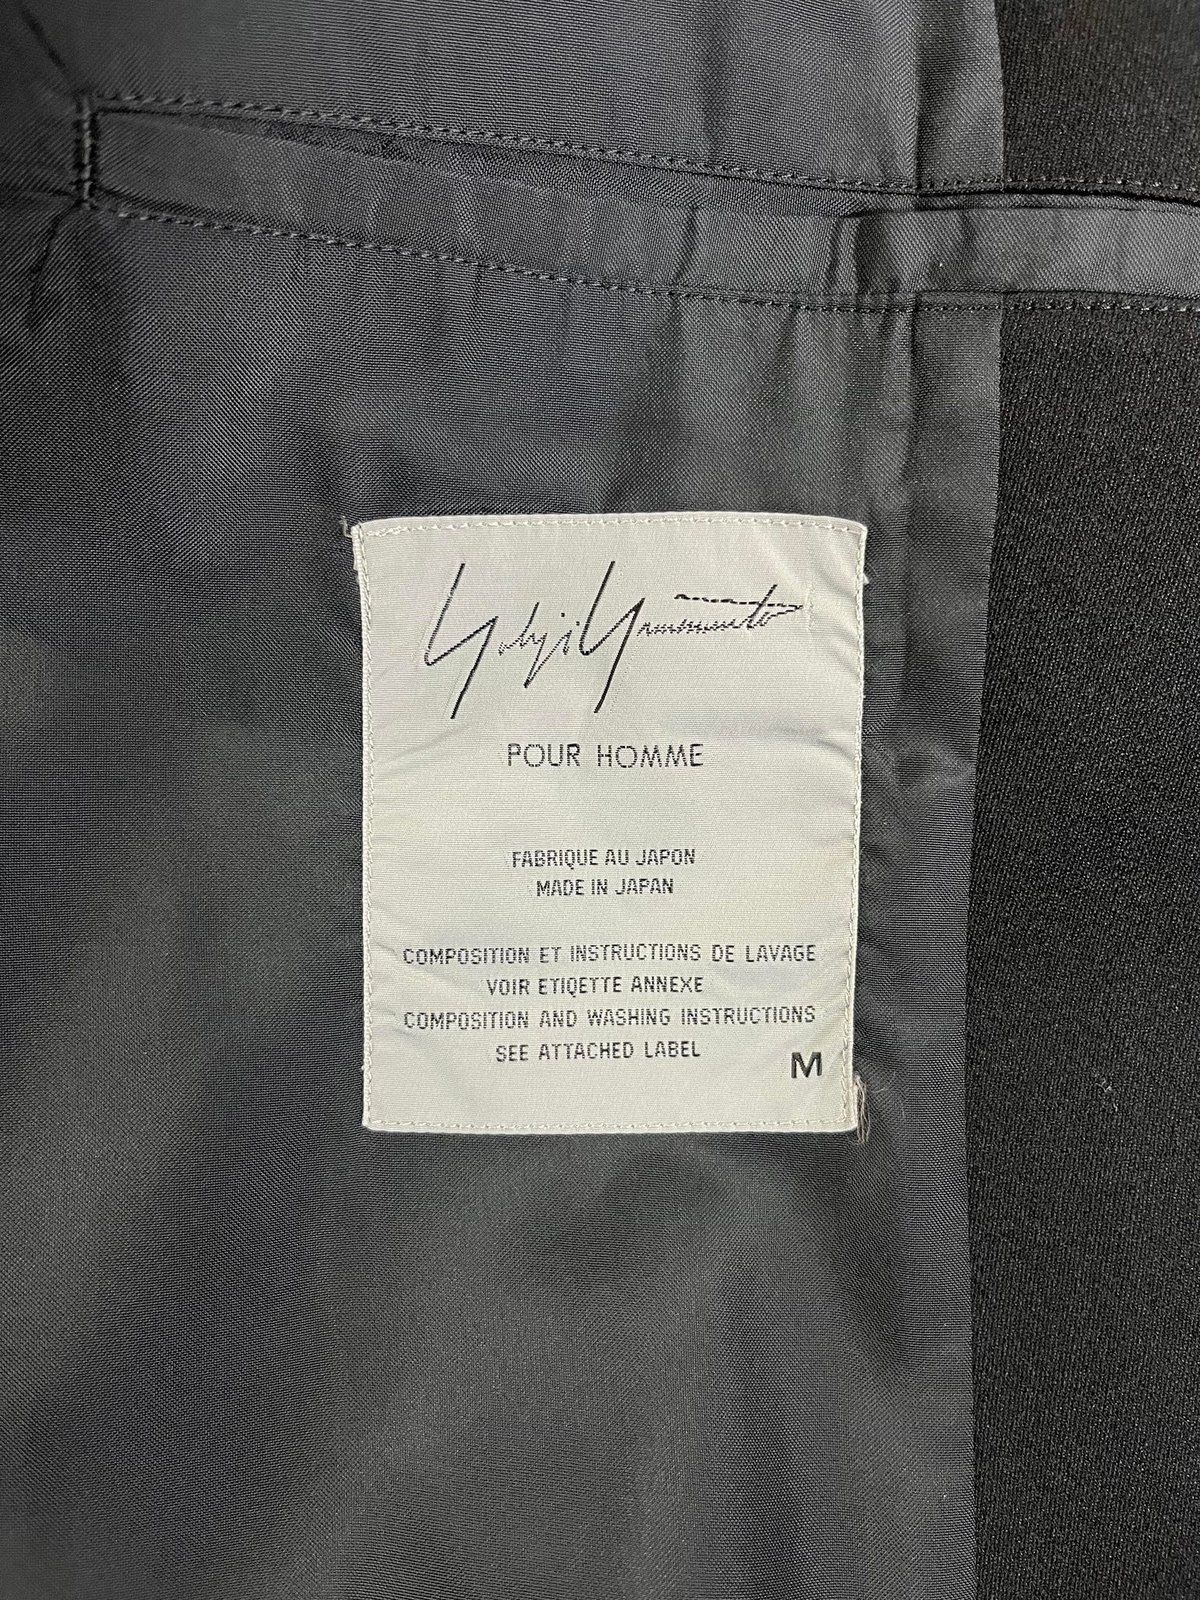 Yohji Yamamoto
POUR HOMME
FABRIQUE AU JAPON
MADE IN JAPAN
COMPOSITION ET INSTRUCTIONS DE LAVAGE
VOIR ETIQETTE ANNEXE
COMPOSITION AND WASHING INSTRUCTIONS
SEE ATTACHED LABEL
M